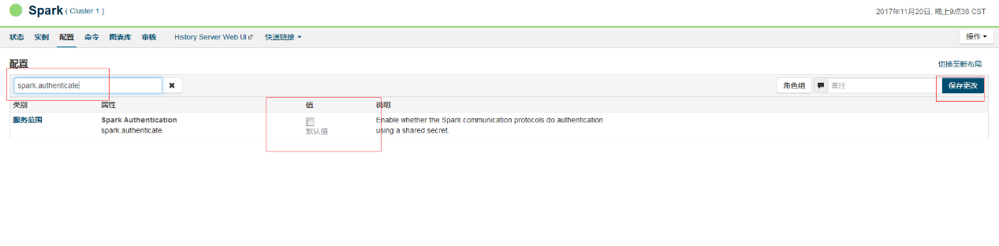 Spark ( Cluster 1 )
2017年11月20日, 晚上9点38 CST
状态 实例 配置 命令 图表库 审核 History Server Web UI 快速链接
操作
配置
切换至新布局
spark.authenticate
角色组 备注 保存更改
类别 属性 值 说明
服务范围 Spark Authentication Enable whether the Spark communication protocols do authentication
spark.authenticate 默认值 using a shared secret.